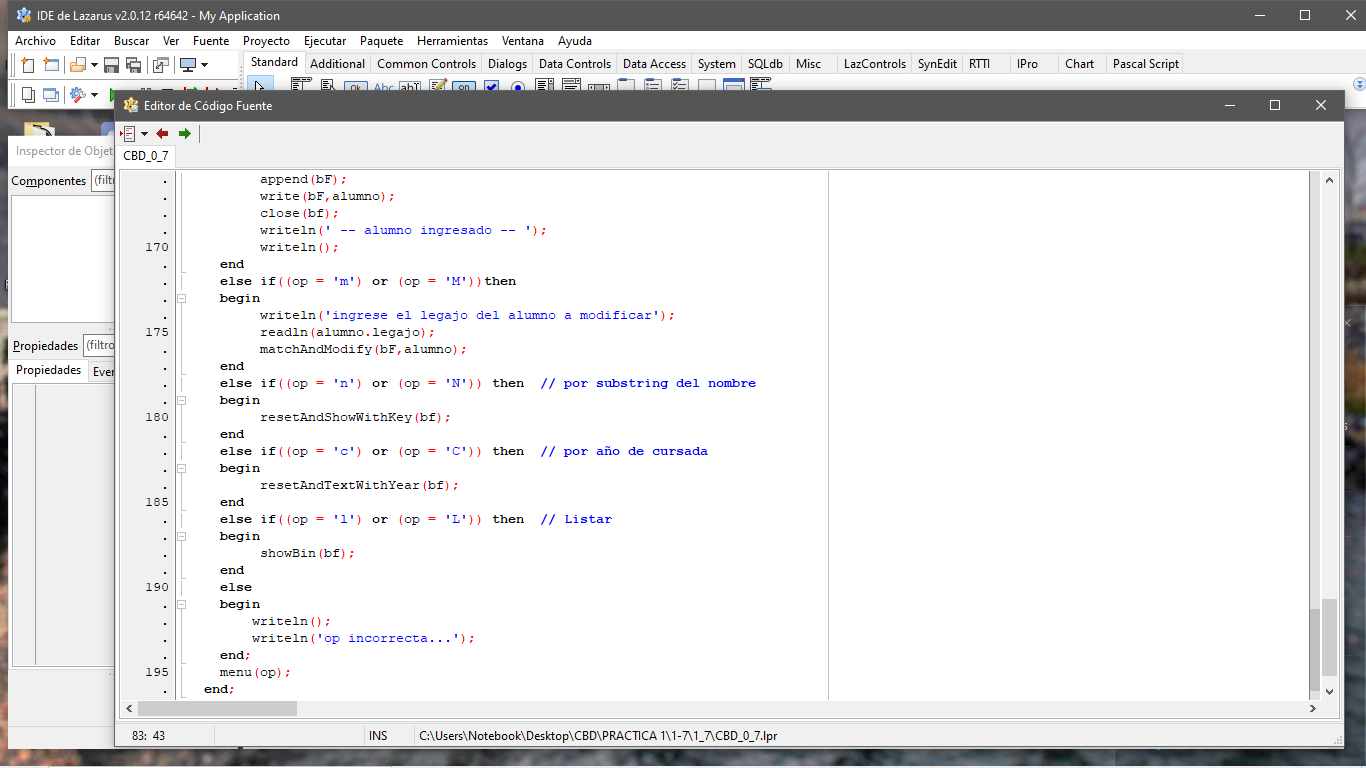 IDE de Lazarus v2.0.12 r64642 - My Application
Archivo Editar Buscar Ver Fuente Proyecto Ejecutar Paquete Herramientas Ventana Ayuda
Standard Additional Common Controls Dialogs Data Controls Data Access System SQLdb Misc LazControls SynEdit RTTI IPro Chart Pascal Script
Editor de Código Fuente
Inspector de Objet
CBD_0_7
Componentes (filtr
append(bF);
write(bF,alumno);
close(bf);
writeln(' -- alumno ingresado -- ');
170 writeln();
end
else if((op = 'm') or (op = 'M'))then
begin
writeln('ingrese el legajo del alumno a modificar');
175 readln(alumno.legajo);
matchAndModify(bF,alumno);
Propiedades (filtro
Propiedades Ever
end
else if((op = 'n') or (op = 'N')) then // por substring del nombre
begin
180 resetAndShowWithKey(bf);
end
else if((op = 'c') or (op = 'C')) then // por año de cursada
begin
resetAndTextWithYear(bf);
185 end
else if((op = 'l') or (op = 'L')) then // Listar
begin
showBin(bf);
end
190 else
begin
writeln();
writeln('op incorrecta...');
end;
195 menu(op);
end;
83: 43 INS C:\Users\Notebook\Desktop\CBD\PRACTICA 1\1-7\1_7\CBD_0_7.lpr